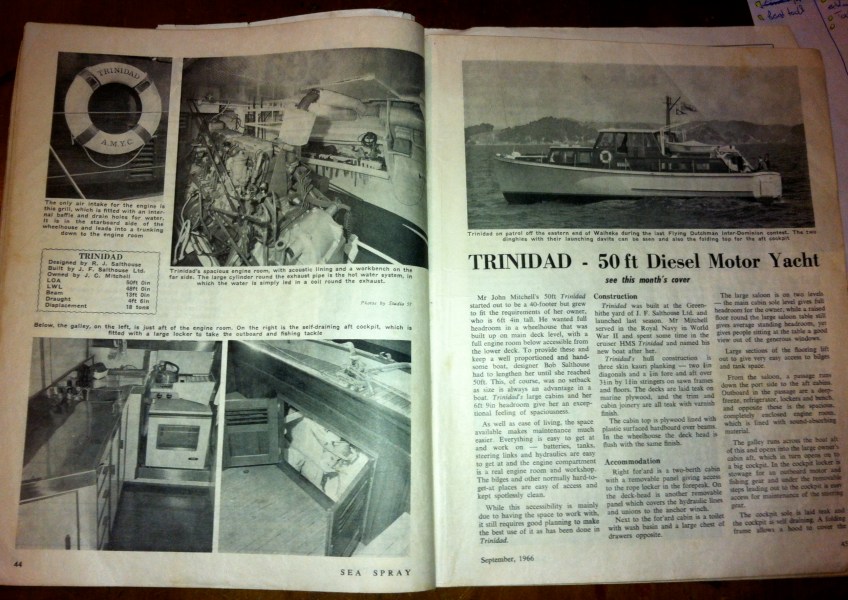 TRINIDAD
A.M.Y.C.
The only air intake for the engine is
this grill, which is fitted with an inter-
nal baffle and drain holes for water.
It is in the starboard side of the
wheelhouse and leads into a trunking
down to the engine room
TRINIDAD
Designed by R. J. Salthouse
Built by J. F. Salthouse Ltd.
Owned by J. C. Mitchell
LOA 50ft 0in
LWL 46ft 0in
Beam 13ft 0in
Draught 4ft 6in
Displacement 18 tons
Trinidad's spacious engine room, with acoustic lining and a workbench on the
far side. The large cylinder round the exhaust pipe is the hot water system, in
which the water is simply led in a coil round the exhaust.
Photos by Studio
Below, the galley, on the left, is just aft of the engine room. On the right is the self-draining aft cockpit, which is
fitted with a large locker to take the outboard and fishing tackle
44
SEA SPRAY
Trinidad on patrol off the eastern end of Waiheke during the last Flying Dutchman Inter-Dominion contest. The two
dinghies with their launching davits can be seen and also the folding top for the aft cockpit
TRINIDAD - 50 ft Diesel Motor Yacht
see this month's cover
Mr John Mitchell's 50ft Trinidad
started out to be a 40-footer but grew
to fit the requirements of her owner,
who is 6ft 4in tall. He wanted full
headroom in a wheelhouse that was
built up on main deck level, with a
full engine room below accessible from
the lower deck. To provide these and
keep a well proportioned and hand-
some boat, designer Bob Salthouse
had to lengthen her until she reached
50ft. This, of course, was no setback
as size is always an advantage in a
boat. Trinidad's large cabins and her
6ft 9in headroom give her an excep-
tional feeling of spaciousness.
As well as ease of living, the space
available makes maintenance much
easier. Everything is easy to get at
and work on — batteries, tanks,
steering links and hydraulics are easy
to get at and the engine compartment
is a real engine room and workshop.
The bilges and other normally hard-to-
get-at places are easy of access and
kept spotlessly clean.
While this accessibility is mainly
due to having the space to work with,
it still requires good planning to make
the best use of it as has been done in
Trinidad.
September, 1966
Construction
Trinidad was built at the Green-
hithe yard of J. F. Salthouse Ltd. and
launched last season. Mr Mitchell
served in the Royal Navy in World
War II and spent some time in the
cruiser HMS Trinidad and named his
new boat after her.
Trinidad's hull construction is
three skin kauri planking — two
diagonals and a fore and aft over
stringers on sawn frames
and floors. The decks are laid teak on
marine plywood, and the trim and
cabin joinery are all teak with varnish
finish.
The cabin top is plywood lined with
plastic surfaced hardboard over beams.
In the wheelhouse the deck head is
flush with the same finish.
Accommodation
Right for'ard is a two-berth cabin
with a removable panel giving access
to the rope locker in the forepeak. On
the deck-head is another removable
panel which covers the hydraulic lines
and unions to the anchor winch.
Next to the for'ard cabin is a toilet
with wash basin and a large chest of
drawers opposite.
The large saloon is on two levels
— the main cabin sole level gives full
headroom for the owner, while a raised
floor round the large saloon table still
gives average standing headroom, yet
gives people sitting at the table a good
view out of the generous windows.
Large sections of the flooring lift
out to give very easy access to bilges
and tank space.
From the saloon, a passage runs
down the port side to the aft cabins.
Outboard in the passage are a deep-
freeze, refrigerator, lockers and bench,
and opposite these is the spacious,
completely enclosed engine room,
which is lined with sound-absorbing
material.
The galley runs across the boat aft
of this and opens into the large owner's
cabin aft, which in turn opens on to
a big cockpit. In the cockpit locker is
stowage for an outboard motor and
fishing gear and under the removable
steps leading out to the cockpit is easy
access for maintenance of the steering
gear.
The cockpit sole is laid teak and
the cockpit is self draining. A folding
frame allows a hood to cover the